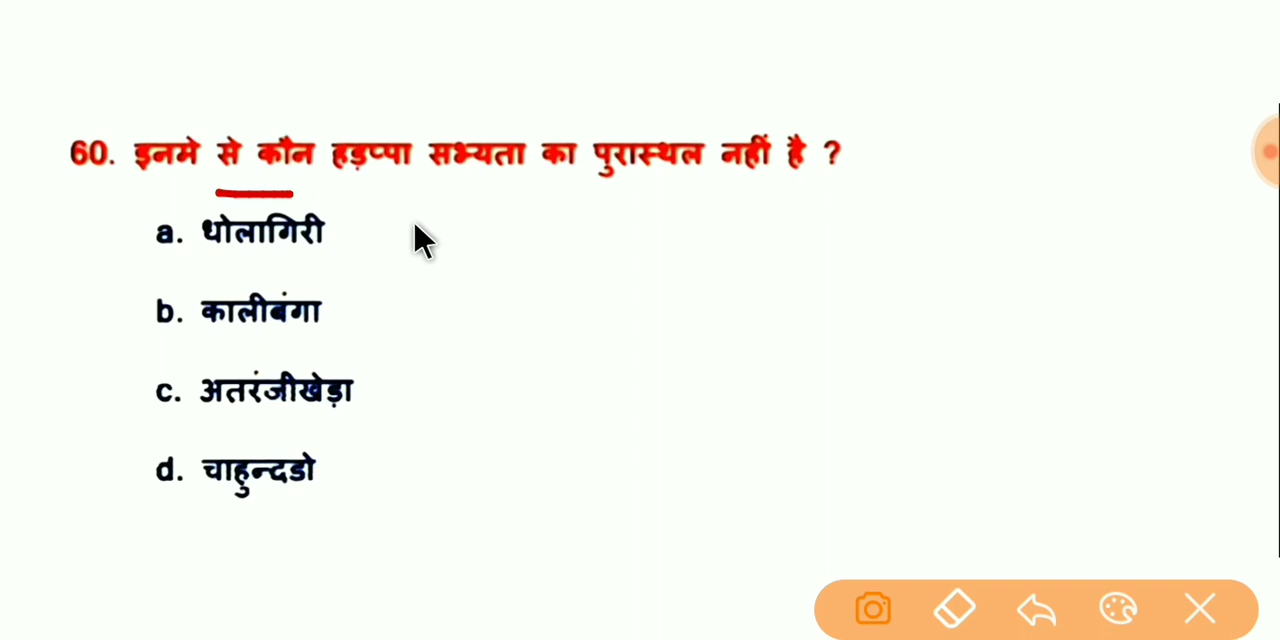 60. इनमे से कौन हड़प्पा सभ्यता का पुरास्थल नहीं है ?
a. धोलागिरी
b. कालीबंगा
c. अतरंजीखेड़ा
d. चाहुन्दडो